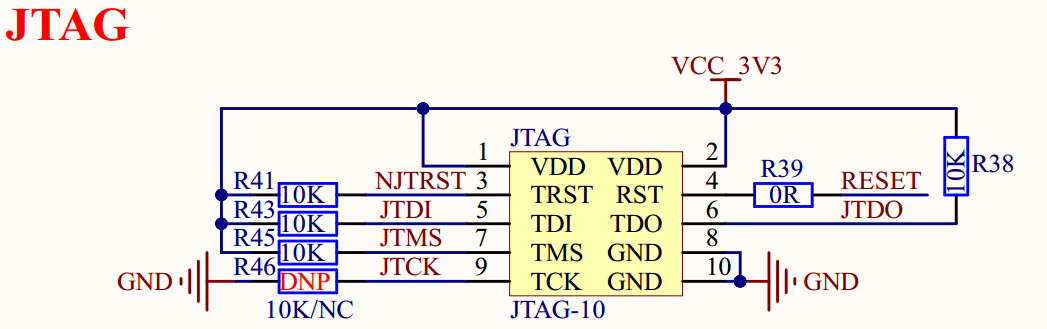 JTAG
VCC_3V3
JTAG
1 VDD VDD 2
R41 10K NJTRST 3 TRST RST 4 R39 0R RESET
R43 10K JTDI 5 TDI TDO 6 JTDO 10K R38
R45 10K JTMS 7 TMS GND 8
GND R46 DNP JTCK 9 TCK GND 10 GND
10K/NC
JTAG-10